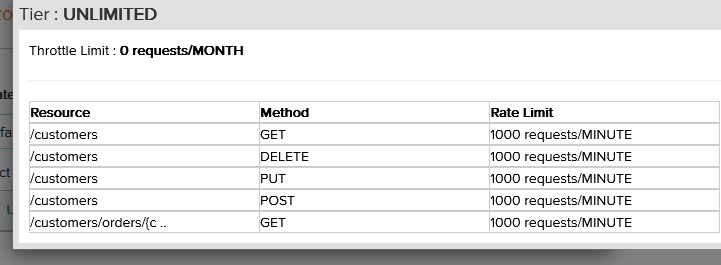 Tier : UNLIMITED
Throttle Limit : 0 requests/MONTH
Resource Method Rate Limit
/customers GET 1000 requests/MINUTE
/customers DELETE 1000 requests/MINUTE
/customers PUT 1000 requests/MINUTE
/customers POST 1000 requests/MINUTE
/customers/orders/{c .. GET 1000 requests/MINUTE